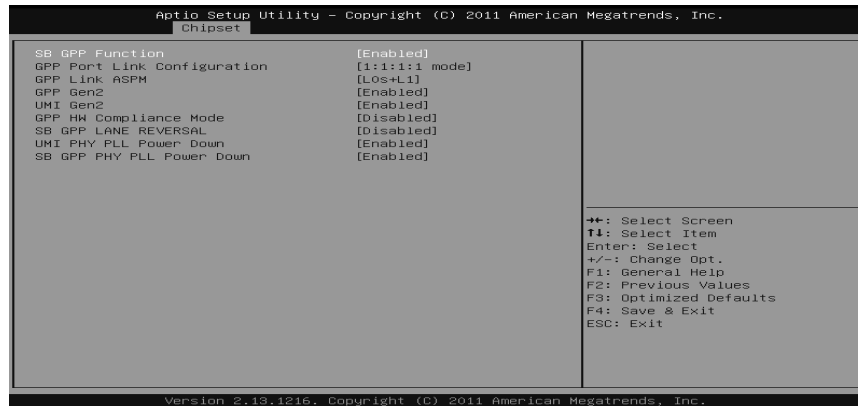 Aptio Setup Utility – Copyright (C) 2011 American Megatrends, Inc.
Chipset
SB GPP Function [Enabled]
GPP Port Link Configuration [1:1:1:1 mode]
GPP Link ASPM [L0s+L1]
GPP Gen2 [Enabled]
UMI Gen2 [Enabled]
GPP HW Compliance Mode [Disabled]
SB GPP LANE REVERSAL [Disabled]
UMI PHY PLL Power Down [Enabled]
SB GPP PHY PLL Power Down [Enabled]
→←: Select Screen
↑↓: Select Item
Enter: Select
+/-: Change Opt.
F1: General Help
F2: Previous Values
F3: Optimized Defaults
F4: Save & Exit
ESC: Exit
Version 2.13.1216. Copyright (C) 2011 American Megatrends, Inc.